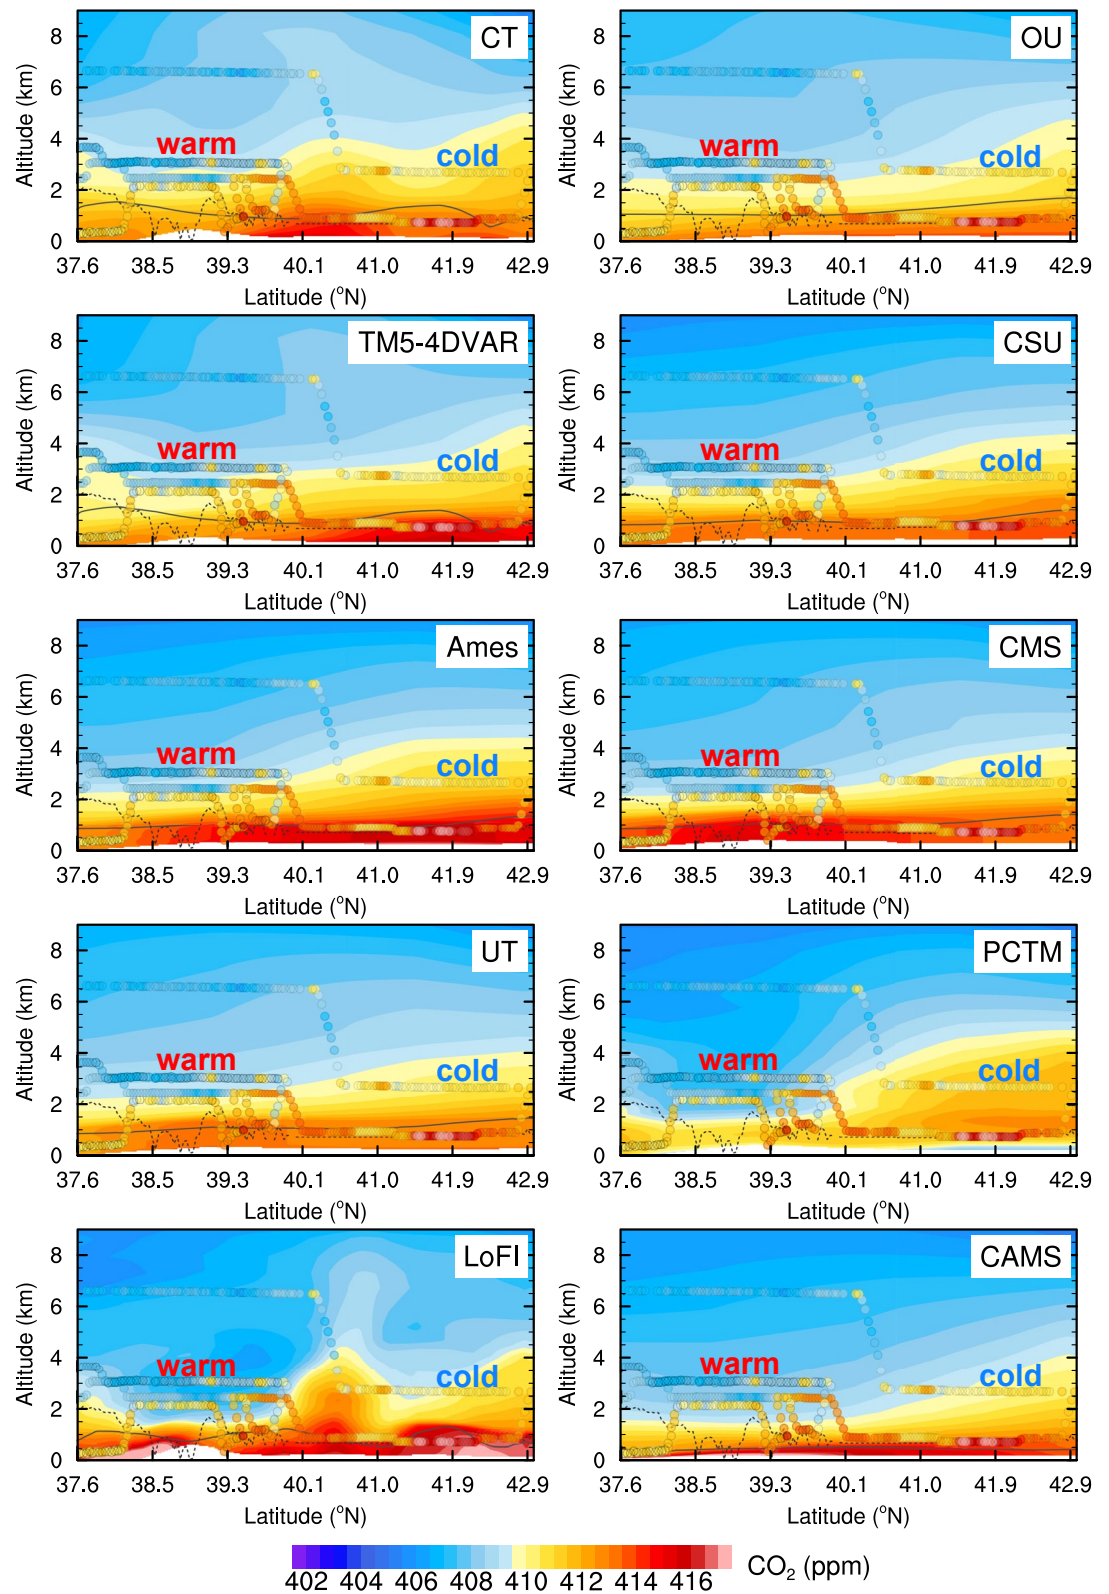 CT
OU
8
6
4
2
0
Altitude (km)
warm
cold
37.6 38.5 39.3 40.1 41.0 41.9 42.9
Latitude (°N)
8
6
4
2
0
Altitude (km)
warm
cold
37.6 38.5 39.3 40.1 41.0 41.9 42.9
Latitude (°N)
TM5-4DVAR
CSU
8
6
4
2
0
Altitude (km)
warm
cold
37.6 38.5 39.3 40.1 41.0 41.9 42.9
Latitude (°N)
8
6
4
2
0
Altitude (km)
warm
cold
37.6 38.5 39.3 40.1 41.0 41.9 42.9
Latitude (°N)
Ames
CMS
8
6
4
2
0
Altitude (km)
warm
cold
37.6 38.5 39.3 40.1 41.0 41.9 42.9
Latitude (°N)
8
6
4
2
0
Altitude (km)
warm
cold
37.6 38.5 39.3 40.1 41.0 41.9 42.9
Latitude (°N)
UT
PCTM
8
6
4
2
0
Altitude (km)
warm
cold
37.6 38.5 39.3 40.1 41.0 41.9 42.9
Latitude (°N)
8
6
4
2
0
Altitude (km)
warm
cold
37.6 38.5 39.3 40.1 41.0 41.9 42.9
Latitude (°N)
LoFI
CAMS
8
6
4
2
0
Altitude (km)
warm
cold
37.6 38.5 39.3 40.1 41.0 41.9 42.9
Latitude (°N)
8
6
4
2
0
Altitude (km)
warm
cold
37.6 38.5 39.3 40.1 41.0 41.9 42.9
Latitude (°N)
402 404 406 408 410 412 414 416
CO₂ (ppm)